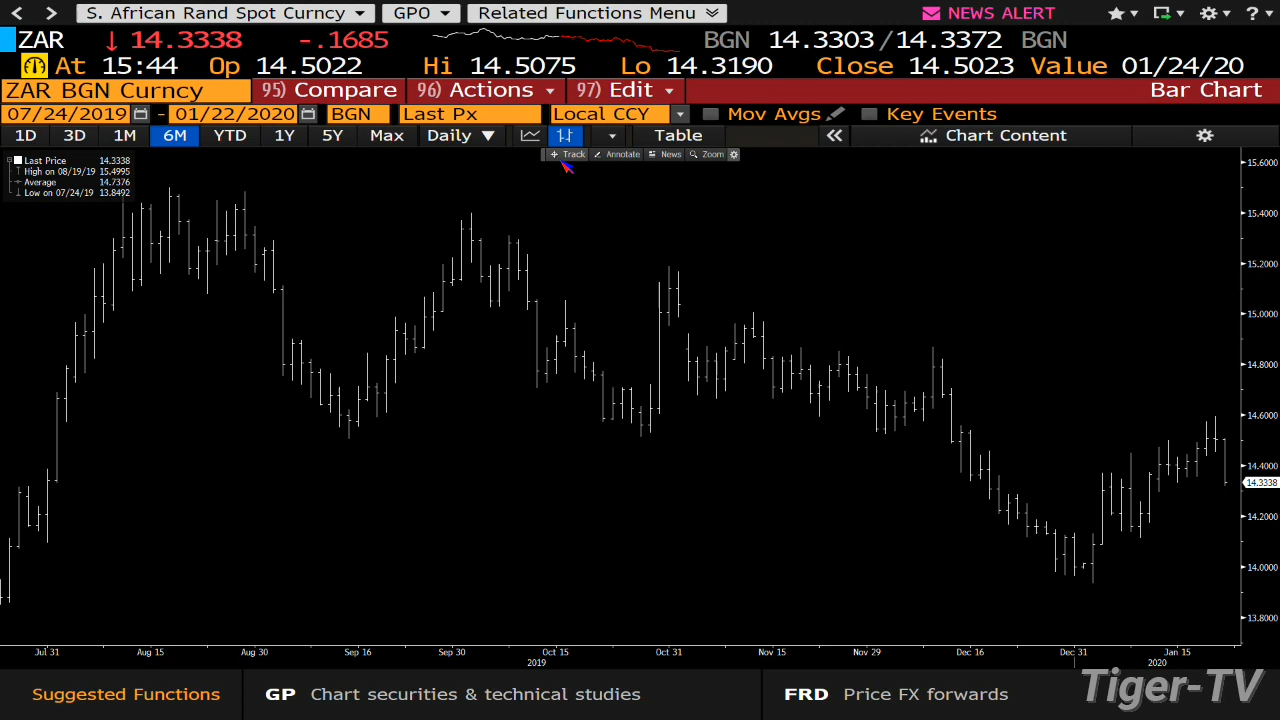 S. African Rand Spot Curncy GPO Related Functions Menu NEWS ALERT ?
ZAR ↓ 14.3338 -.1685 BGN 14.3303/14.3372 BGN
At 15:44 Op 14.5022 Hi 14.5075 Lo 14.3190 Close 14.5023 Value 01/24/20
ZAR BGN Curncy 95) Compare 96) Actions 97) Edit Bar Chart
07/24/2019 - 01/22/2020 BGN Last Px Local CCY Mov Avgs Key Events
1D 3D 1M 6M YTD 1Y 5Y Max Daily ▼ Table « Chart Content
Track Annotate News Zoom
Last Price 14.3338
High on 08/19/19 15.4995
Average 14.7376
Low on 07/24/19 13.8492
15.6000
15.4000
15.2000
15.0000
14.8000
14.6000
14.4000
14.3338
14.2000
14.0000
13.8000
Jul 31 Aug 15 Aug 30 Sep 16 Sep 30 Oct 15 Oct 31 Nov 15 Nov 29 Dec 16 Dec 31 Jan 15
2019 2020
Suggested Functions GP Chart securities & technical studies FRD Price FX forwards
Tiger-TV